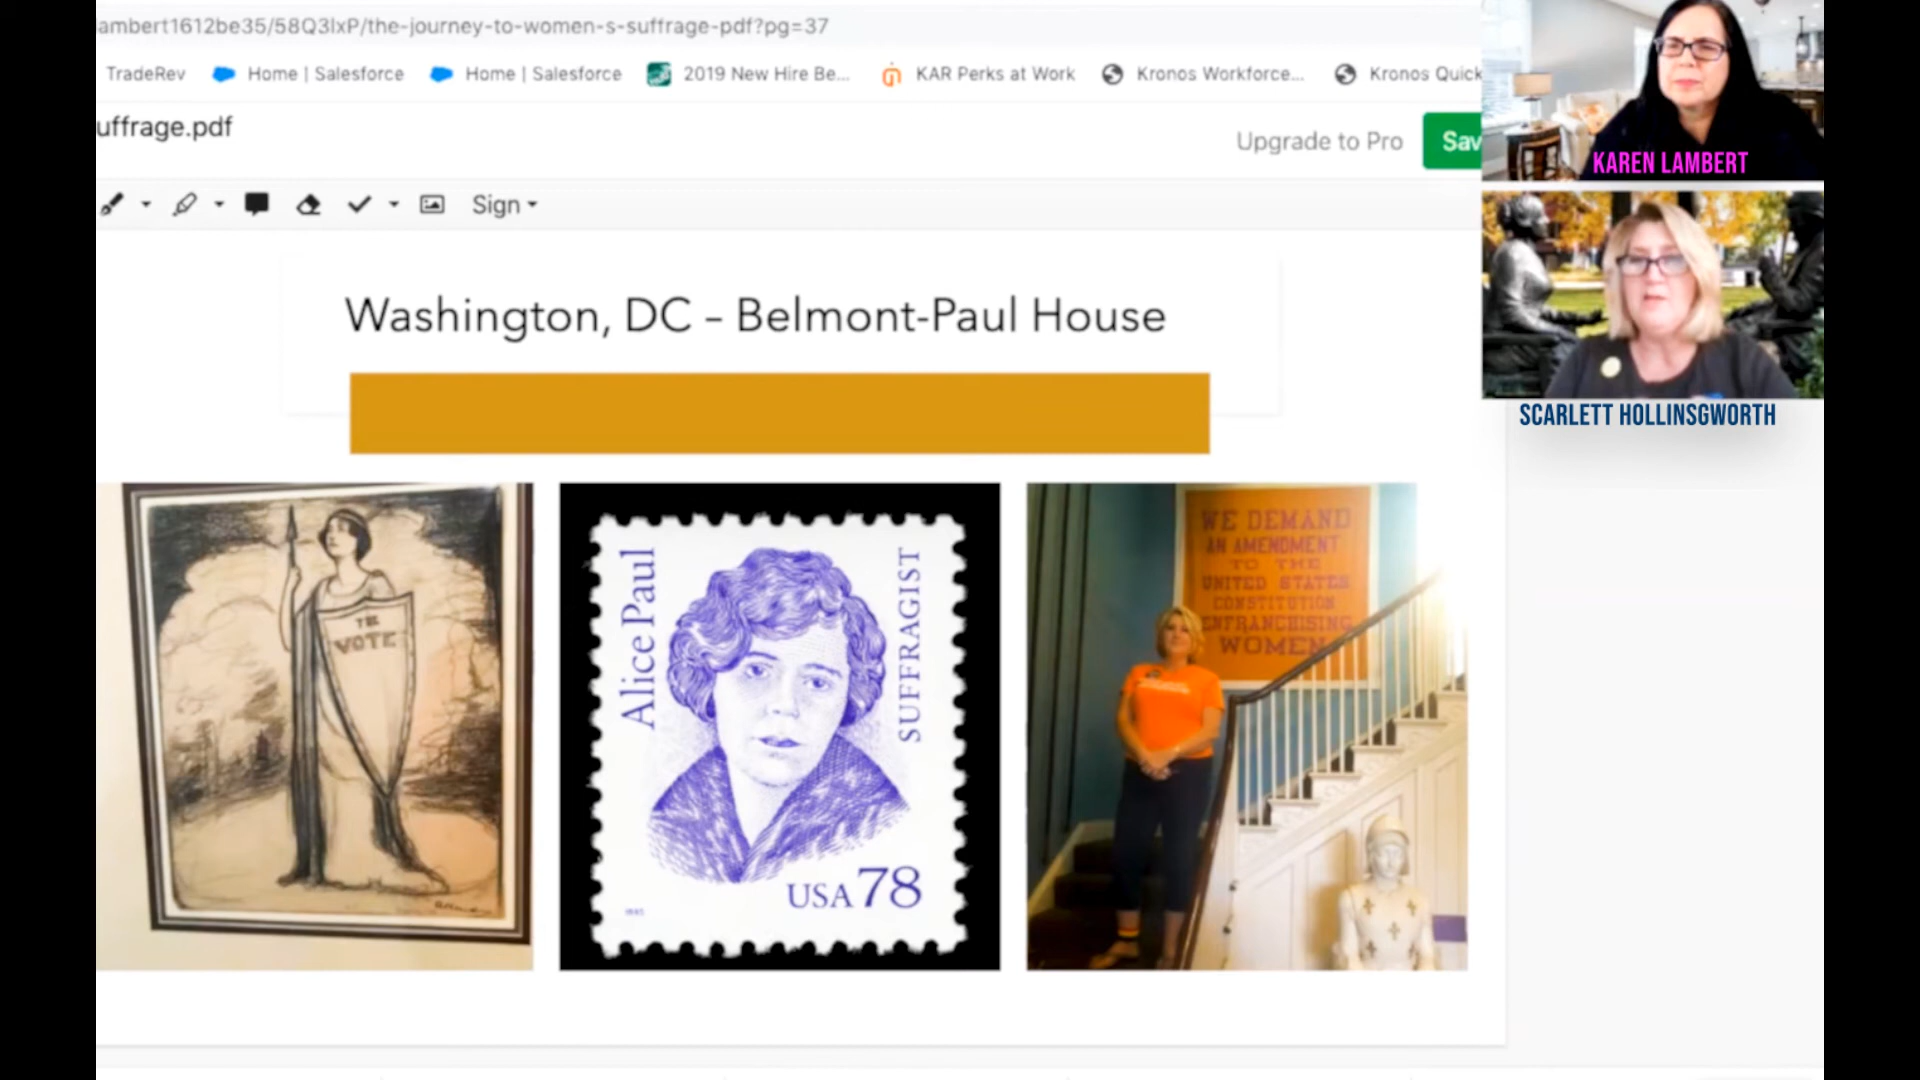 ambert1612be35/58Q3lxP/the-journey-to-women-s-suffrage-pdf?pg=37
TradeRev Home | Salesforce Home | Salesforce 2019 New Hire Be... KAR Perks at Work Kronos Workforce... Kronos Quick
uffrage.pdf
Upgrade to Pro Sav
Sign
KAREN LAMBERT
SCARLETT HOLLINSGWORTH
Washington, DC – Belmont-Paul House
THE
VOTE
Alice Paul
SUFFRAGIST
USA 78
WE DEMAND
AN AMENDMENT
TO THE
UNITED STATES
CONSTITUTION
ENFRANCHISING
WOMEN